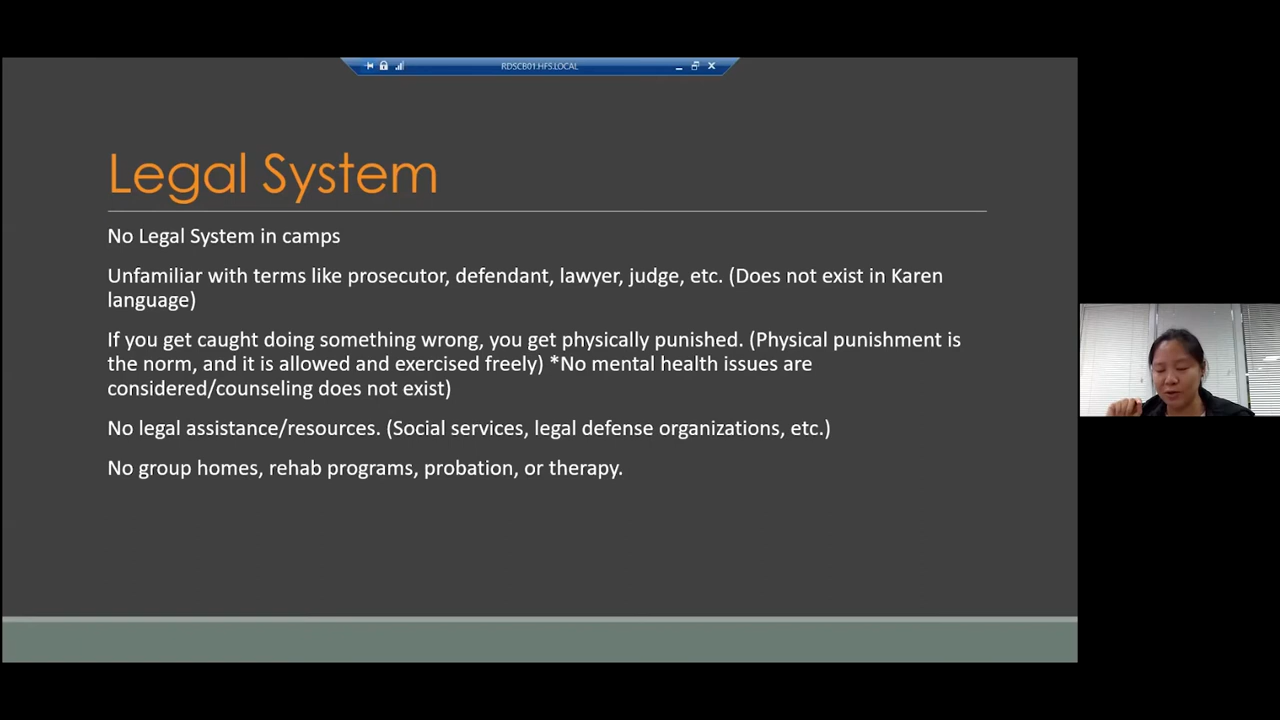 RDSCB01.HFS.LOCAL
Legal System
No Legal System in camps
Unfamiliar with terms like prosecutor, defendant, lawyer, judge, etc. (Does not exist in Karen
language)
If you get caught doing something wrong, you get physically punished. (Physical punishment is
the norm, and it is allowed and exercised freely) *No mental health issues are
considered/counseling does not exist)
No legal assistance/resources. (Social services, legal defense organizations, etc.)
No group homes, rehab programs, probation, or therapy.